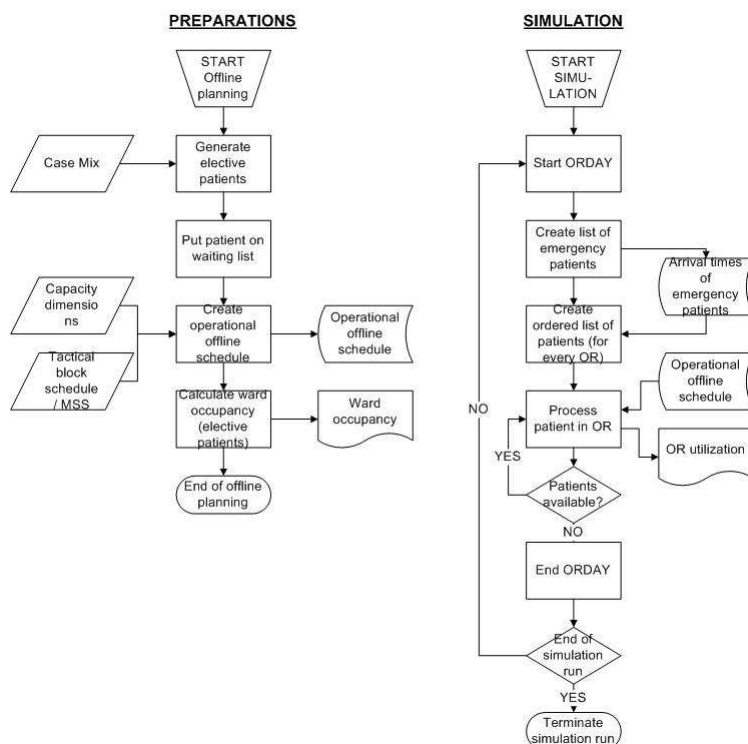 PREPARATIONS
START
Offline
planning
Case Mix
Generate
elective
patients
Put patient on
waiting list
Capacity
dimensio
ns
Tactical
block
schedule
/ MSS
Create
operational
offline
schedule
Operational
offline
schedule
Calculate ward
occupancy
(elective
patients)
Ward
occupancy
End of offline
planning
SIMULATION
START
SIMU-
LATION
Start ORDAY
Create list of
emergency
patients
Arrival times
of
emergency
patients
Create
ordered list of
patients (for
every OR)
Operational
offline
schedule
NO
Process
patient in OR
YES
OR utilization
Patients
available?
NO
End ORDAY
End of
simulation
run
YES
Terminate
simulation run